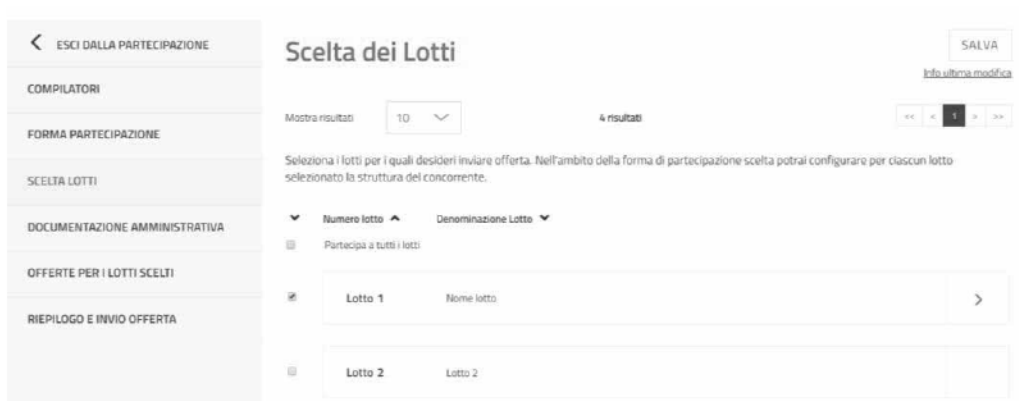 ESCI DALLA PARTECIPAZIONE
COMPILATORI
FORMA PARTECIPAZIONE
SCELTA LOTTI
DOCUMENTAZIONE AMMINISTRATIVA
OFFERTE PER I LOTTI SCELTI
RIEPILOGO E INVIO OFFERTA
Scelta dei Lotti
SALVA
Info ultima modifica
Mostra risultati 10 4 risultati << < 1 > >>
Seleziona i lotti per i quali desideri inviare offerta. Nell'ambito della forma di partecipazione scelta potrai configurare per ciascun lotto
selezionato la struttura del concorrente.
Numero lotto Denominazione Lotto
Partecipa a tutti i lotti
Lotto 1 Nome lotto
Lotto 2 Lotto 2